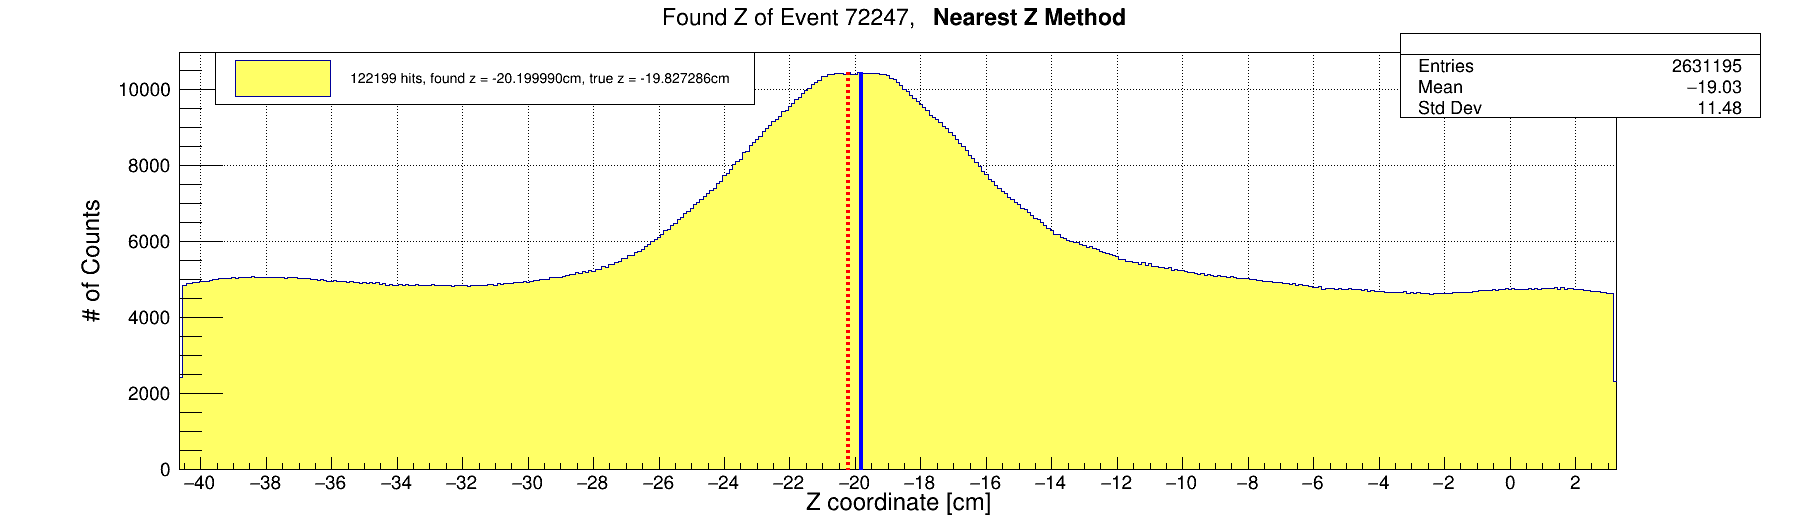 Found Z of Event 72247, Nearest Z Method
122199 hits, found z = -20.199990cm, true z = -19.827286cm
Entries 2631195
Mean −19.03
Std Dev 11.48
10000
8000
6000
4000
2000
0
# of Counts
−40 −38 −36 −34 −32 −30 −28 −26 −24 −22 −20 −18 −16 −14 −12 −10 −8 −6 −4 −2 0 2
Z coordinate [cm]